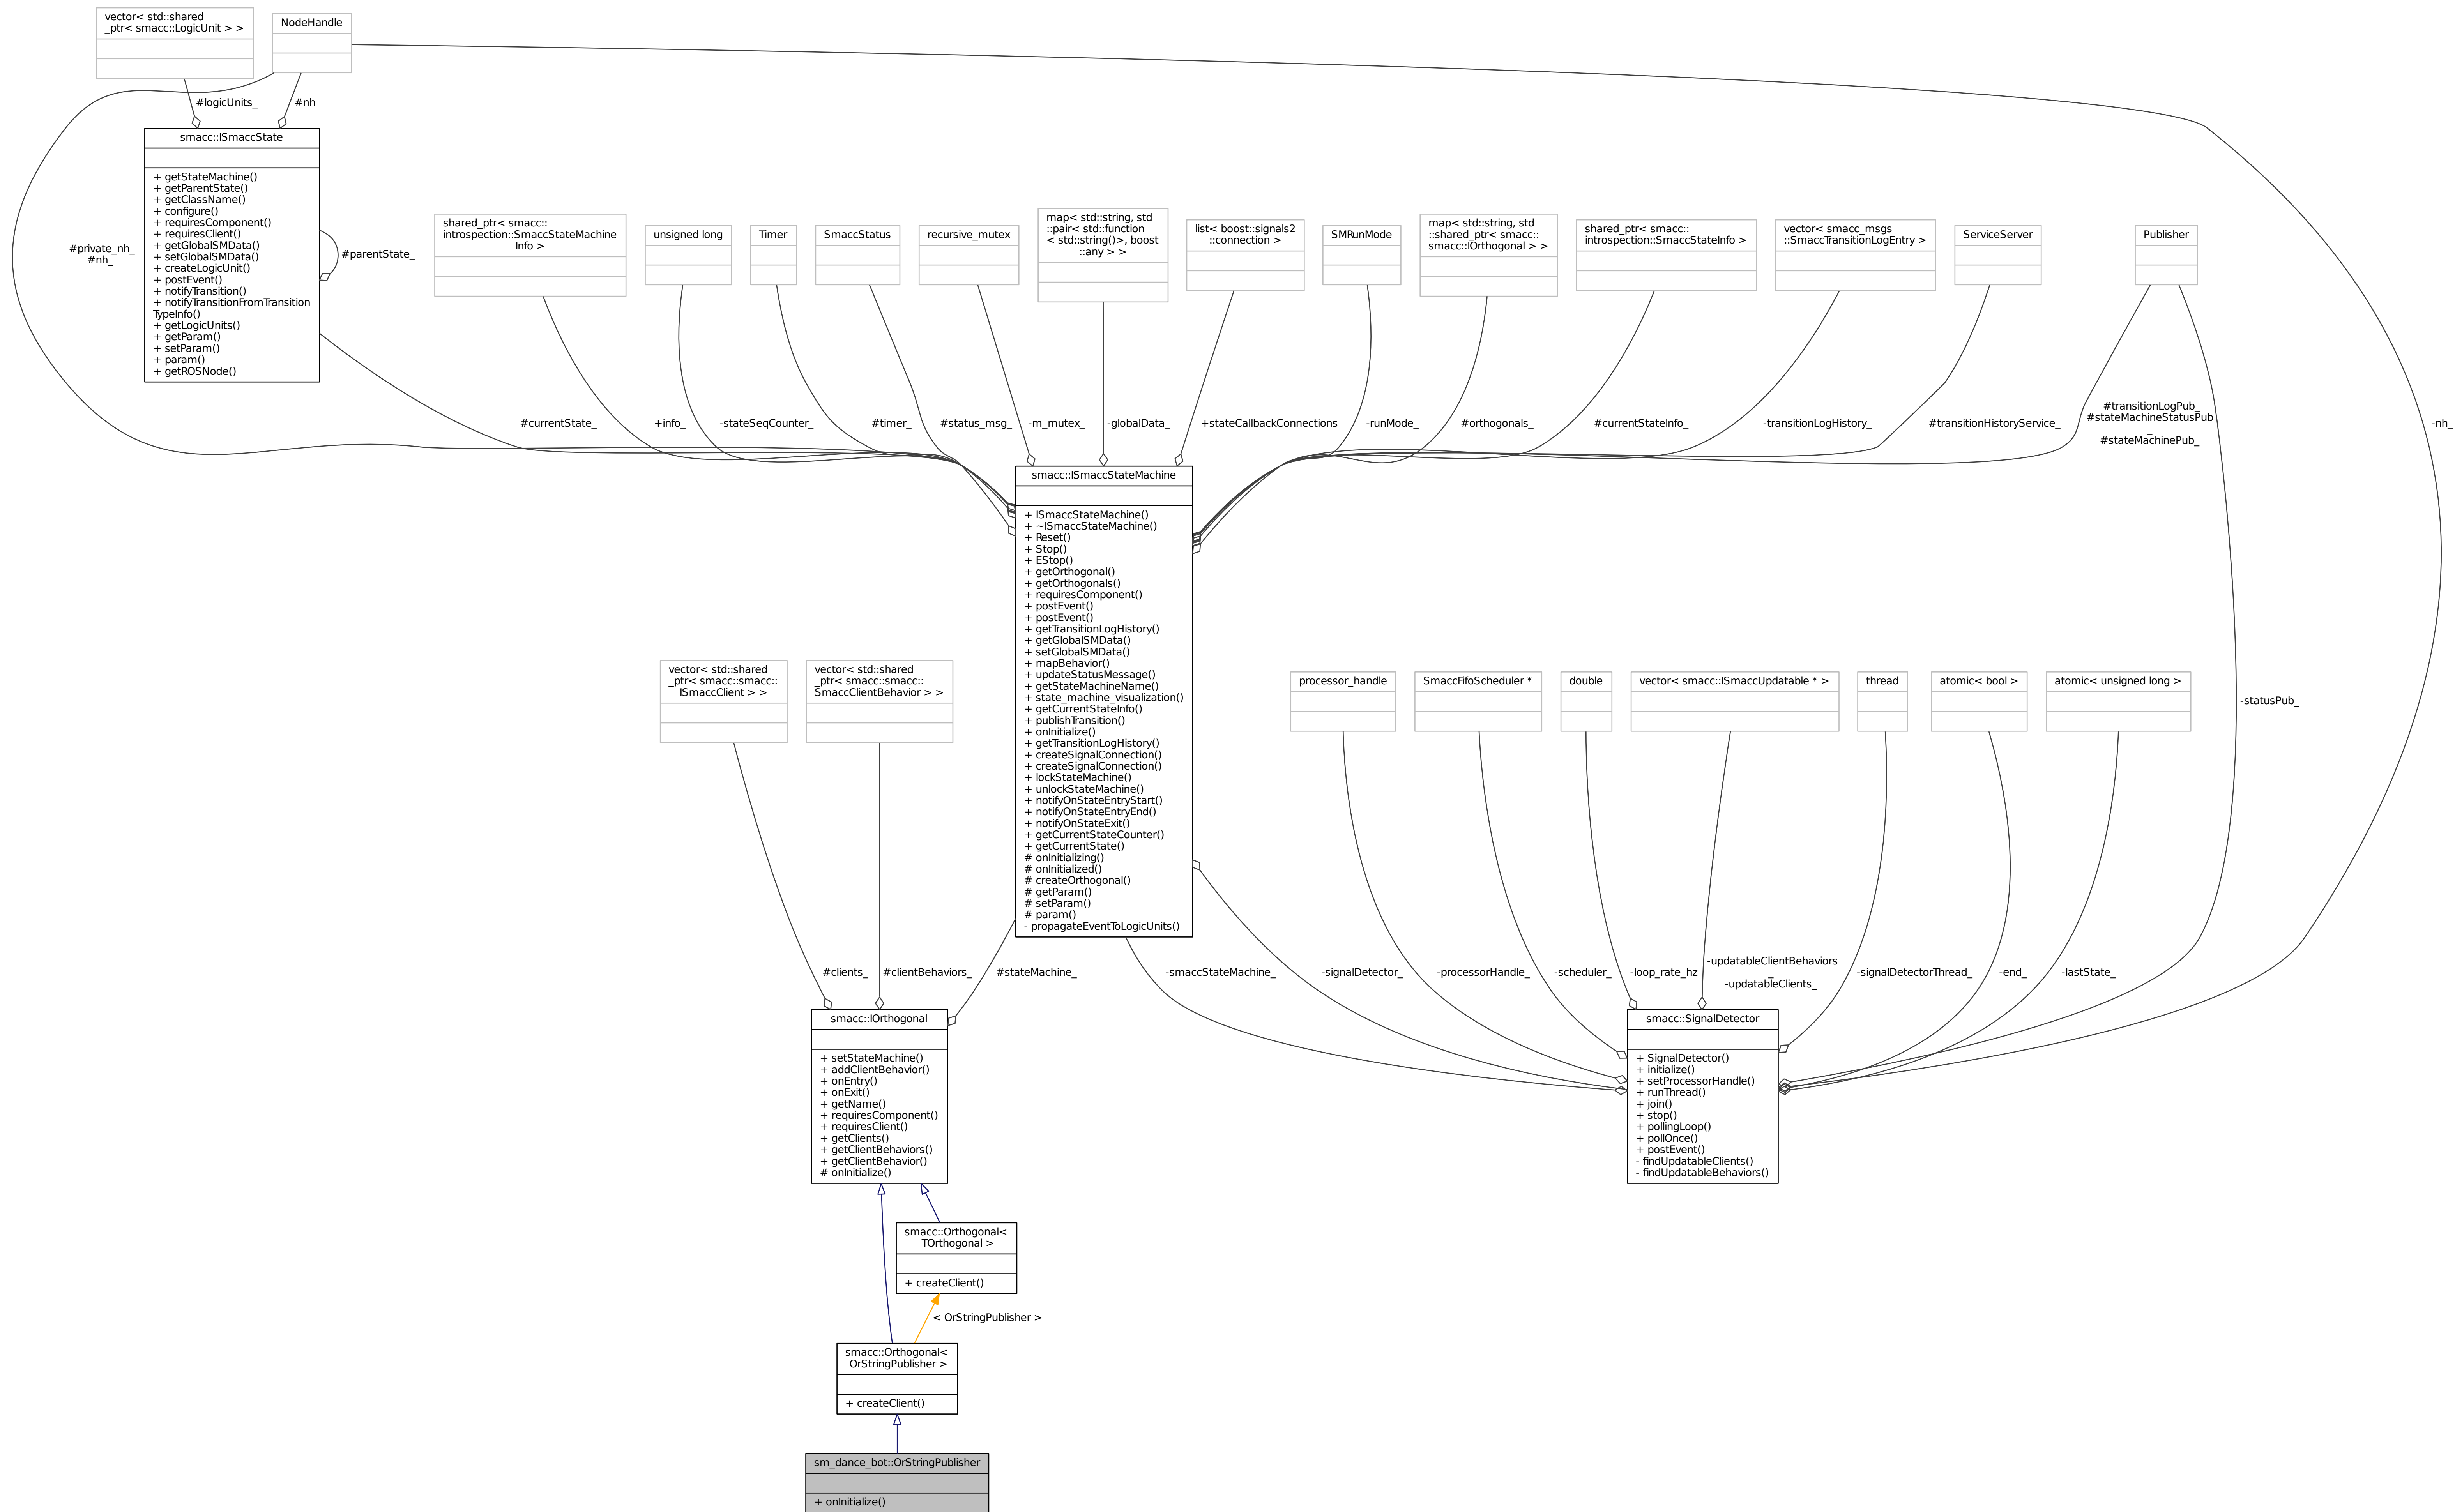 vector< std::shared
_ptr< smacc::LogicUnit > >
NodeHandle
#logicUnits_
#nh
smacc::ISmaccState
+ getStateMachine()
+ getParentState()
+ getClassName()
+ configure()
+ requiresComponent()
+ requiresClient()
+ getGlobalSMData()
+ setGlobalSMData()
+ createLogicUnit()
+ postEvent()
+ notifyTransition()
+ notifyTransitionFromTransition
TypeInfo()
+ getLogicUnits()
+ getParam()
+ setParam()
+ param()
+ getROSNode()
#private_nh_
#nh_
#parentState_
shared_ptr< smacc::
introspection::SmaccStateMachine
Info >
unsigned long
Timer
SmaccStatus
recursive_mutex
map< std::string, std
::pair< std::function
< std::string()>, boost
::any > >
list< boost::signals2
::connection >
SMRunMode
map< std::string, std
::shared_ptr< smacc::
smacc::IOrthogonal > >
shared_ptr< smacc::
introspection::SmaccStateInfo >
vector< smacc_msgs
::SmaccTransitionLogEntry >
ServiceServer
Publisher
#currentState_
+info_
-stateSeqCounter_
#timer_
#status_msg_
-m_mutex_
-globalData_
+stateCallbackConnections
-runMode_
#orthogonals_
#currentStateInfo_
-transitionLogHistory_
#transitionHistoryService_
#transitionLogPub_
#stateMachineStatusPub
_
#stateMachinePub_
-nh_
smacc::ISmaccStateMachine
+ ISmaccStateMachine()
+ ~ISmaccStateMachine()
+ Reset()
+ Stop()
+ EStop()
+ getOrthogonal()
+ getOrthogonals()
+ requiresComponent()
+ postEvent()
+ postEvent()
+ getTransitionLogHistory()
+ getGlobalSMData()
+ setGlobalSMData()
+ mapBehavior()
+ updateStatusMessage()
+ getStateMachineName()
+ state_machine_visualization()
+ getCurrentStateInfo()
+ publishTransition()
+ onInitialize()
+ getTransitionLogHistory()
+ createSignalConnection()
+ createSignalConnection()
+ lockStateMachine()
+ unlockStateMachine()
+ notifyOnStateEntryStart()
+ notifyOnStateEntryEnd()
+ notifyOnStateExit()
+ getCurrentStateCounter()
+ getCurrentState()
# onInitializing()
# onInitialized()
# createOrthogonal()
# getParam()
# setParam()
# param()
- propagateEventToLogicUnits()
vector< std::shared
_ptr< smacc::smacc::
ISmaccClient > >
vector< std::shared
_ptr< smacc::smacc::
SmaccClientBehavior > >
processor_handle
SmaccFifoScheduler *
double
vector< smacc::ISmaccUpdatable * >
thread
atomic< bool >
atomic< unsigned long >
-statusPub_
#clients_
#clientBehaviors_
#stateMachine_
-smaccStateMachine_
-signalDetector_
-processorHandle_
-scheduler_
-loop_rate_hz
-updatableClientBehaviors
_
-updatableClients_
-signalDetectorThread_
-end_
-lastState_
smacc::IOrthogonal
+ setStateMachine()
+ addClientBehavior()
+ onEntry()
+ onExit()
+ getName()
+ requiresComponent()
+ requiresClient()
+ getClients()
+ getClientBehaviors()
+ getClientBehavior()
# onInitialize()
smacc::SignalDetector
+ SignalDetector()
+ initialize()
+ setProcessorHandle()
+ runThread()
+ join()
+ stop()
+ pollingLoop()
+ pollOnce()
+ postEvent()
- findUpdatableClients()
- findUpdatableBehaviors()
smacc::Orthogonal<
TOrthogonal >
+ createClient()
< OrStringPublisher >
smacc::Orthogonal<
OrStringPublisher >
+ createClient()
sm_dance_bot::OrStringPublisher
+ onInitialize()